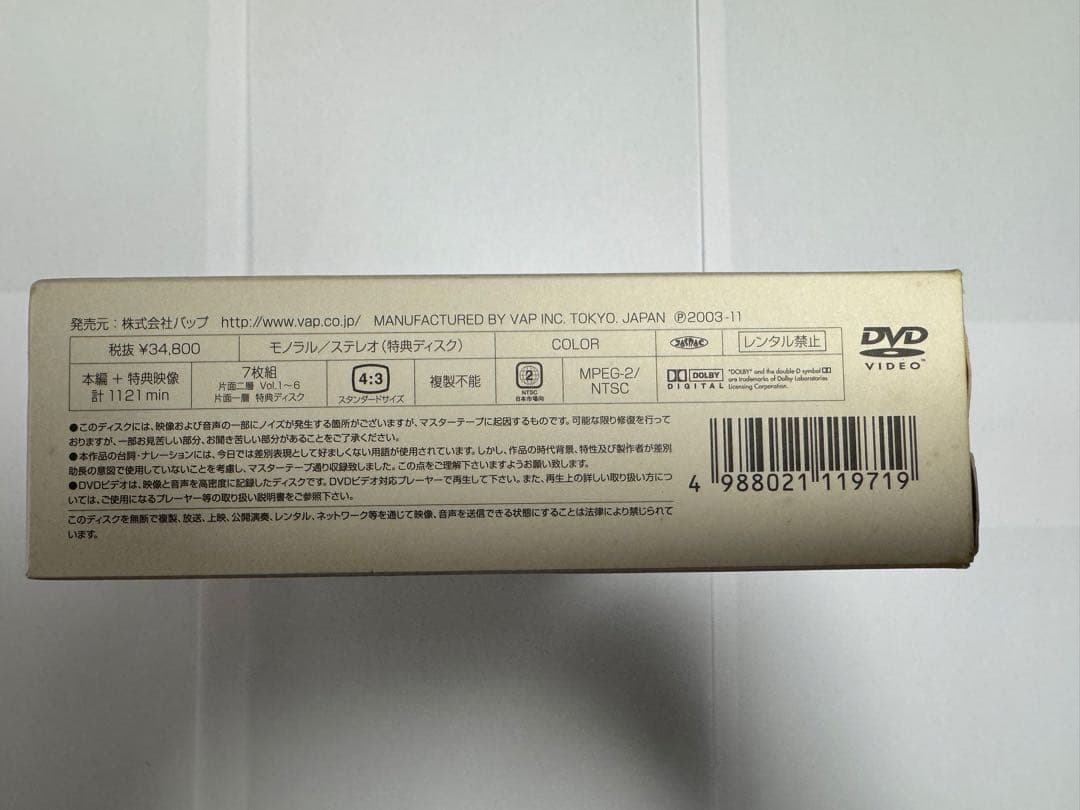 発売元：株式会社バップ http://www.vap.co.jp/ MANUFACTURED BY VAP INC. TOKYO. JAPAN Ⓟ2003-11
税抜 ¥34,800 モノラル／ステレオ（特典ディスク） COLOR レンタル禁止
DVD
VIDEO™
本編 + 特典映像
計 1121 min
7枚組
片面二層 Vol.1〜6
片面一層 特典ディスク
4:3
スタンダードサイズ
複製不能
2
NTSC
日本市場向
MPEG-2/
NTSC
DOLBY
DIGITAL
"DOLBY" and the double-D symbol
are trademarks of Dolby Laboratories
Licensing Corporation.
●このディスクには、映像および音声の一部にノイズが発生する箇所がございますが、マスターテープに起因するものです。可能な限り修復を行って
おりますが、一部お見苦しい部分、お聞き苦しい部分があることをご了承ください。
●本作品の台詞・ナレーションには、今日では差別表現として好ましくない用語が使用されています。しかし、作品の時代背景、特性及び製作者が差別
助長の意図で使用していないことを考慮し、マスターテープ通り収録致しました。この点をご理解下さいますようお願い致します。
●DVDビデオは、映像と音声を高密度に記録したディスクです。DVDビデオ対応プレーヤーで再生して下さい。また、再生上の詳しい取り扱い方につ
いては、ご使用になるプレーヤー等の取り扱い説明書をご参照下さい。
このディスクを無断で複製、放送、上映、公開演奏、レンタル、ネットワーク等を通じて映像、音声を送信できる状態にすることは法律により禁じられて
います。
4 988021 119719